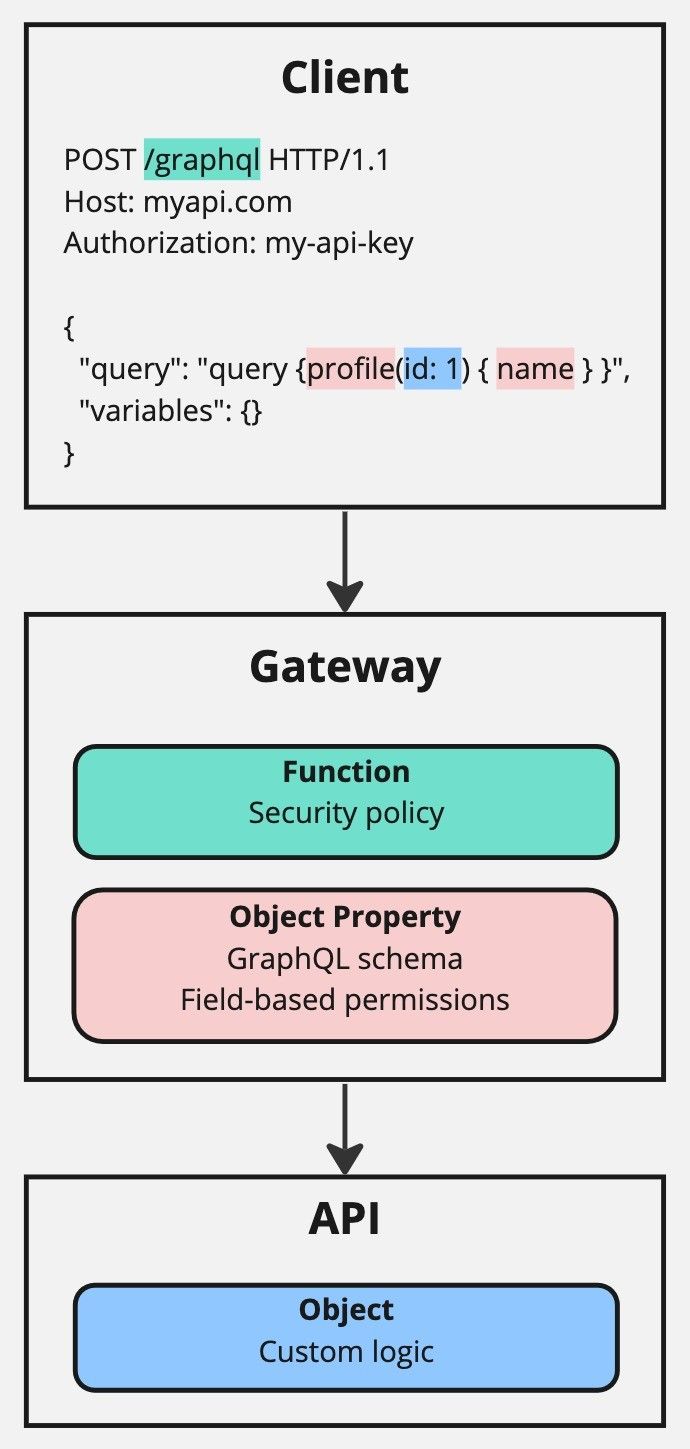 Client
POST /graphql HTTP/1.1
Host: myapi.com
Authorization: my-api-key
{
"query": "query {profile(id: 1) { name } }",
"variables": {}
}
Gateway
Function
Security policy
Object Property
GraphQL schema
Field-based permissions
API
Object
Custom logic